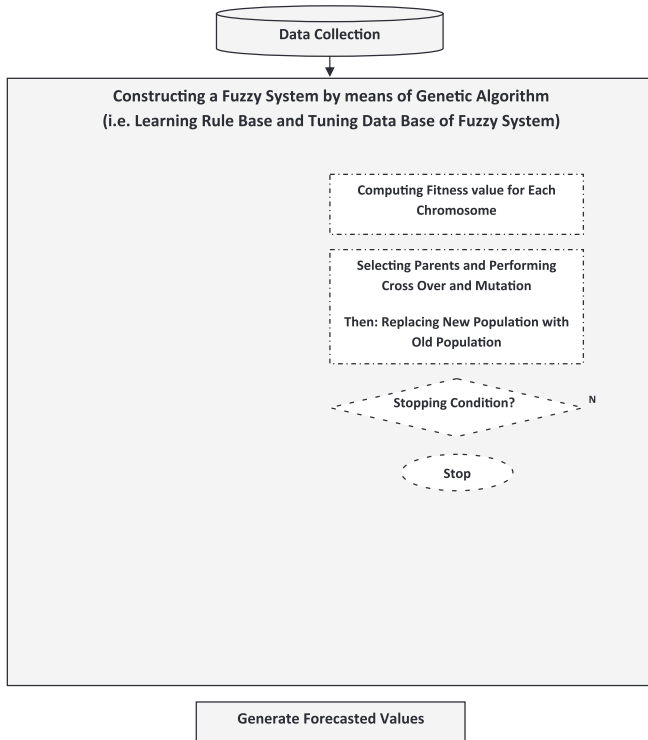 Data Collection
Constructing a Fuzzy System by means of Genetic Algorithm
(i.e. Learning Rule Base and Tuning Data Base of Fuzzy System)
Computing Fitness value for Each
Chromosome
Selecting Parents and Performing
Cross Over and Mutation
Then: Replacing New Population with
Old Population
Stopping Condition?
N
Stop
Generate Forecasted Values